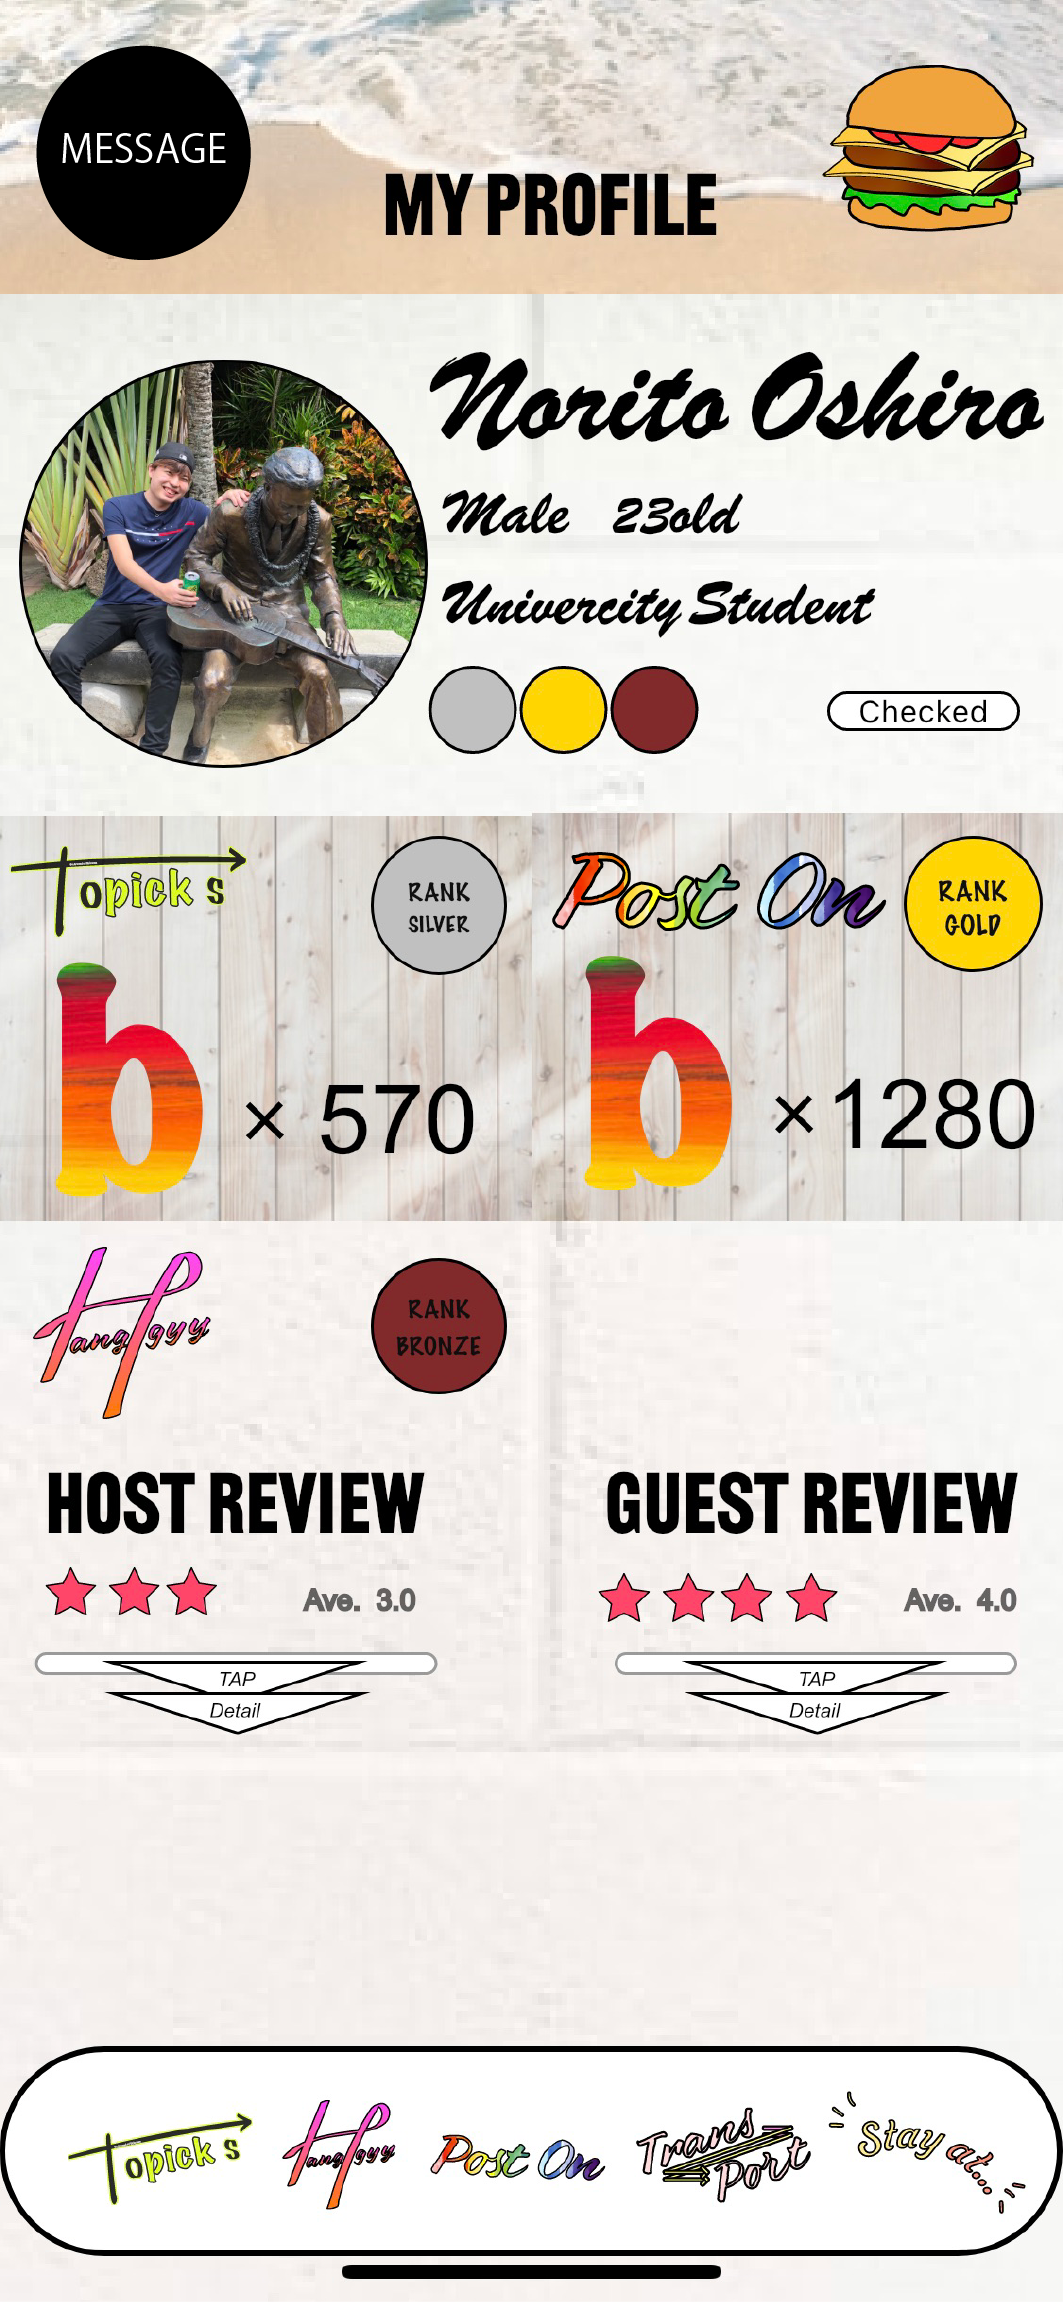 MESSAGE
MY PROFILE
Norito Oshiro
Male 23old
Univercity Student
Checked
Topick s
RANK
SILVER
Post On
RANK
GOLD
b × 570
b ×1280
Hang Hgyy
RANK
BRONZE
HOST REVIEW
GUEST REVIEW
Ave. 3.0
Ave. 4.0
TAP
Detail
TAP
Detail
Topick s
Hang Hgyy
Post On
Trans
Port
Stay at...